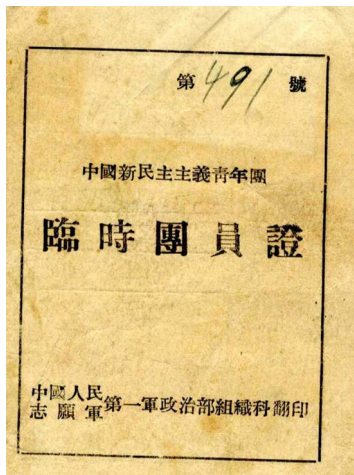 第491號
中國新民主主義青年團
臨時團員證
中國人民
志願軍
第一軍政治部組織科翻印